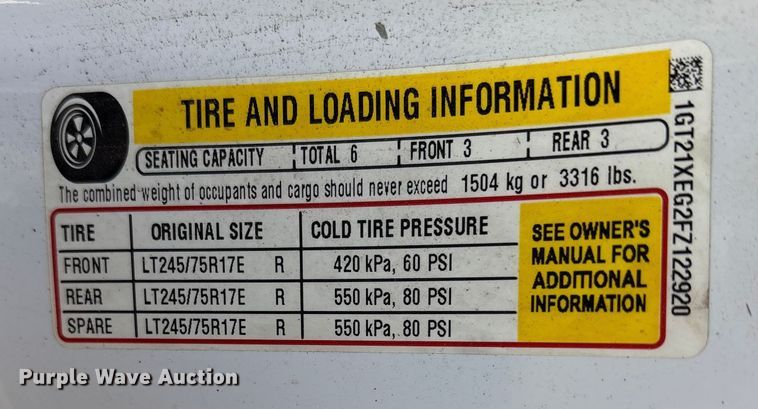 TIRE AND LOADING INFORMATION
SEATING CAPACITY TOTAL 6 FRONT 3 REAR 3
The combined weight of occupants and cargo should never exceed 1504 kg or 3316 lbs.
TIRE ORIGINAL SIZE COLD TIRE PRESSURE
FRONT LT245/75R17E R 420 kPa, 60 PSI
REAR LT245/75R17E R 550 kPa, 80 PSI
SPARE LT245/75R17E R 550 kPa, 80 PSI
SEE OWNER'S
MANUAL FOR
ADDITIONAL
INFORMATION
1GT21XEG2FZ122920
Purple Wave Auction